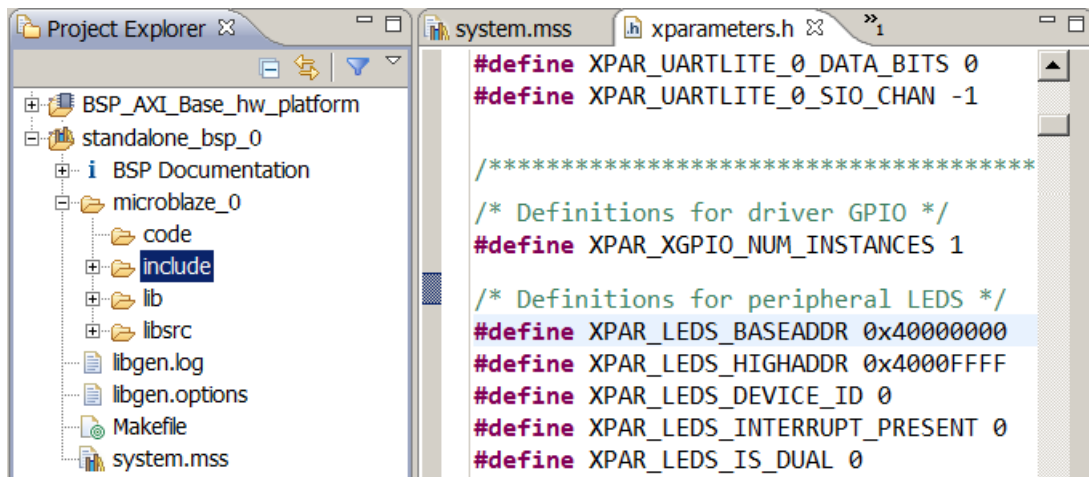 Project Explorer
BSP_AXI_Base_hw_platform
standalone_bsp_0
i BSP Documentation
microblaze_0
code
include
lib
libsrc
libgen.log
libgen.options
Makefile
system.mss
system.mss
.h xparameters.h
»1
#define XPAR_UARTLITE_0_DATA_BITS 0
#define XPAR_UARTLITE_0_SIO_CHAN -1
/***************************************
/* Definitions for driver GPIO */
#define XPAR_XGPIO_NUM_INSTANCES 1
/* Definitions for peripheral LEDS */
#define XPAR_LEDS_BASEADDR 0x40000000
#define XPAR_LEDS_HIGHADDR 0x4000FFFF
#define XPAR_LEDS_DEVICE_ID 0
#define XPAR_LEDS_INTERRUPT_PRESENT 0
#define XPAR_LEDS_IS_DUAL 0